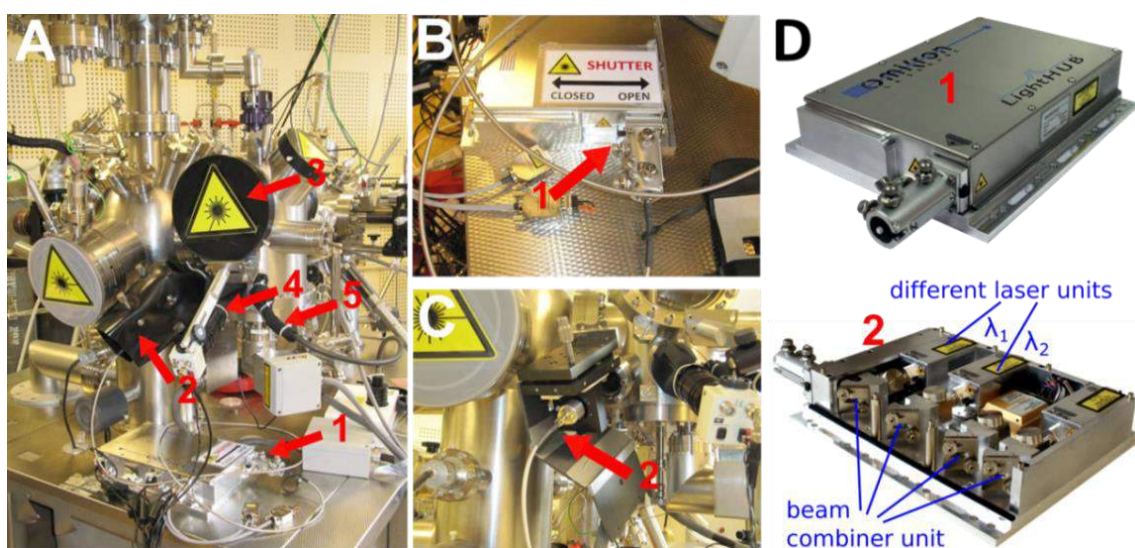 A
3
4
5
2
1
B
SHUTTER
CLOSED OPEN
1
C
2
D
1
omicron
LightHUB
different laser units
2
λ1 λ2
beam
combiner unit